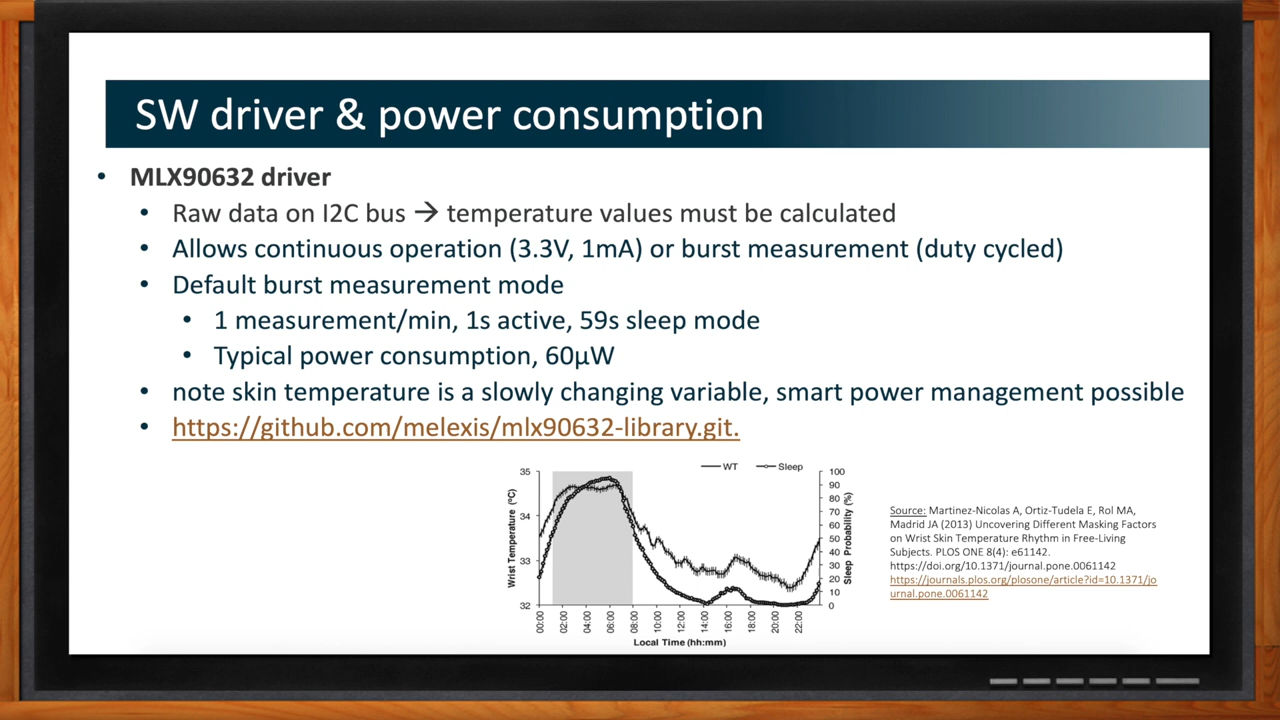 SW driver & power consumption
• MLX90632 driver
• Raw data on I2C bus → temperature values must be calculated
• Allows continuous operation (3.3V, 1mA) or burst measurement (duty cycled)
• Default burst measurement mode
• 1 measurement/min, 1s active, 59s sleep mode
• Typical power consumption, 60μW
• note skin temperature is a slowly changing variable, smart power management possible
• https://github.com/melexis/mlx90632-library.git.
WT Sleep
35
34
33
32
Wrist Temperature (ºC)
100
90
80
70
60
50
40
30
20
10
0
Sleep Probability (%)
00:00 02:00 04:00 06:00 08:00 10:00 12:00 14:00 16:00 18:00 20:00 22:00
Local Time (hh:mm)
Source: Martinez-Nicolas A, Ortiz-Tudela E, Rol MA,
Madrid JA (2013) Uncovering Different Masking Factors
on Wrist Skin Temperature Rhythm in Free-Living
Subjects. PLOS ONE 8(4): e61142.
https://doi.org/10.1371/journal.pone.0061142
https://journals.plos.org/plosone/article?id=10.1371/jo
urnal.pone.0061142